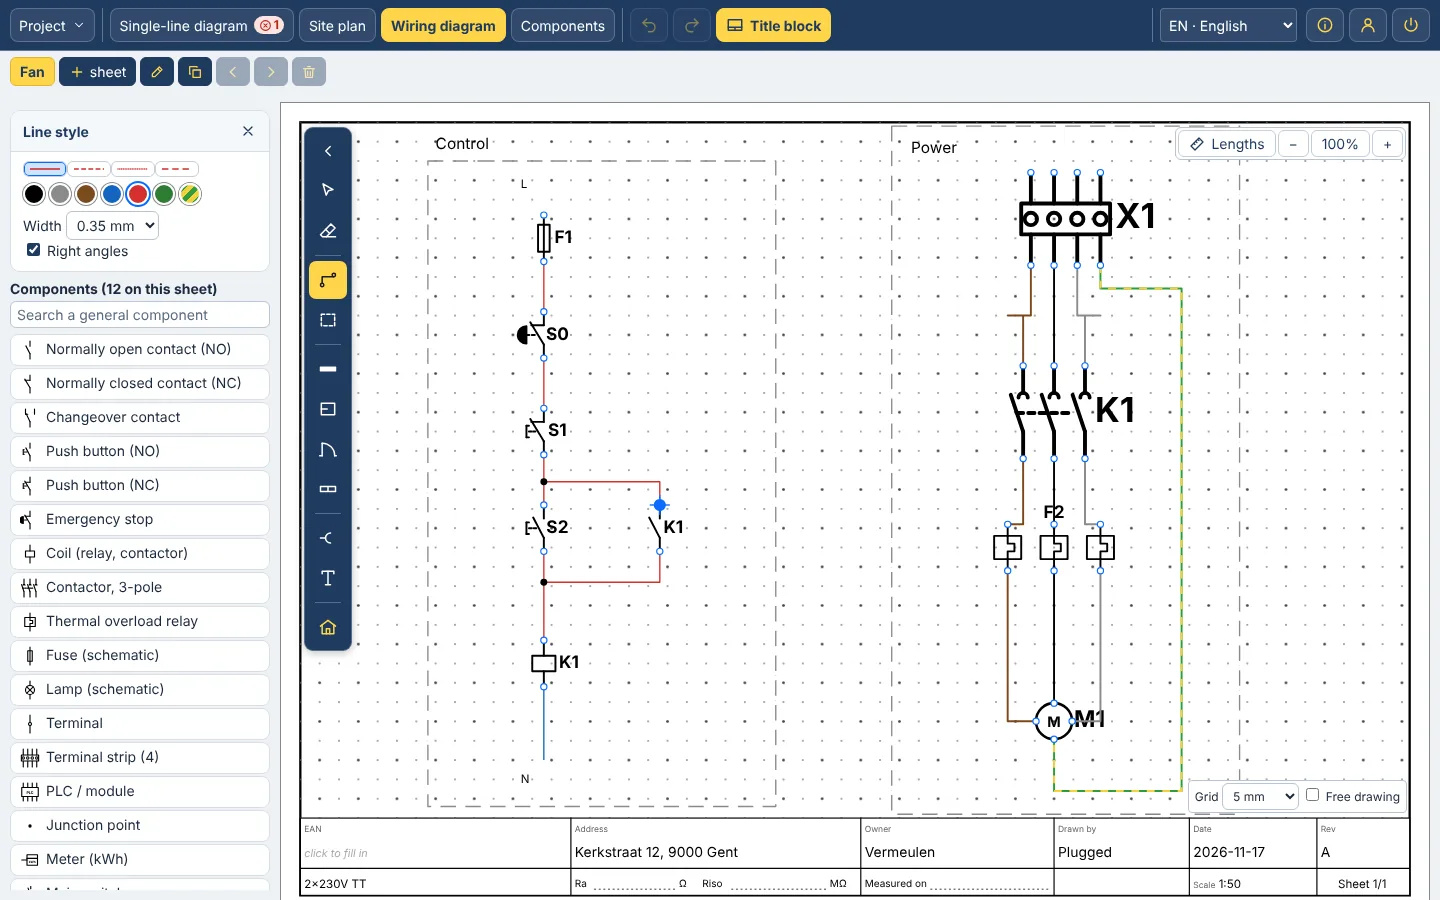 Project
Single-line diagram
1
Site plan
Wiring diagram
Components
Title block
EN · English
Fan
+ sheet
Line style
Width
0.35 mm
Right angles
Components (12 on this sheet)
Search a general component
Normally open contact (NO)
Normally closed contact (NC)
Changeover contact
Push button (NO)
Push button (NC)
Emergency stop
Coil (relay, contactor)
Contactor, 3-pole
Thermal overload relay
Fuse (schematic)
Lamp (schematic)
Terminal
Terminal strip (4)
PLC / module
Junction point
Meter (kWh)
Control
L
F1
S0
S1
S2
K1
K1
N
Power
X1
K1
F2
M
M1
Lengths
−
100%
+
Grid
5 mm
Free drawing
EAN
click to fill in
Address
Kerkstraat 12, 9000 Gent
Owner
Vermeulen
Drawn by
Plugged
Date
2026-11-17
Rev
A
2×230V TT
Ra
Ω
Riso
MΩ
Measured on
Scale 1:50
Sheet 1/1